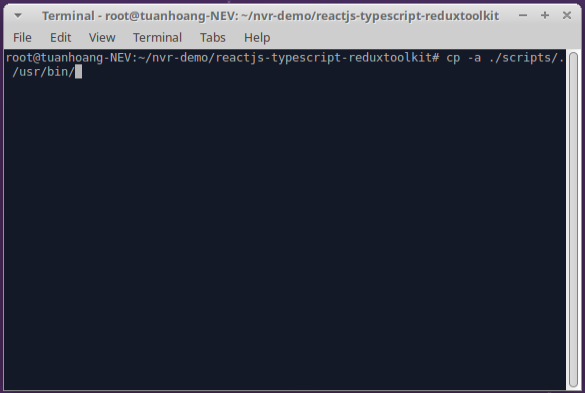 Terminal - root@tuanhoang-NEV: ~/nvr-demo/reactjs-typescript-reduxtoolkit
File Edit View Terminal Tabs Help
root@tuanhoang-NEV:~/nvr-demo/reactjs-typescript-reduxtoolkit# cp -a ./scripts/.
/usr/bin/